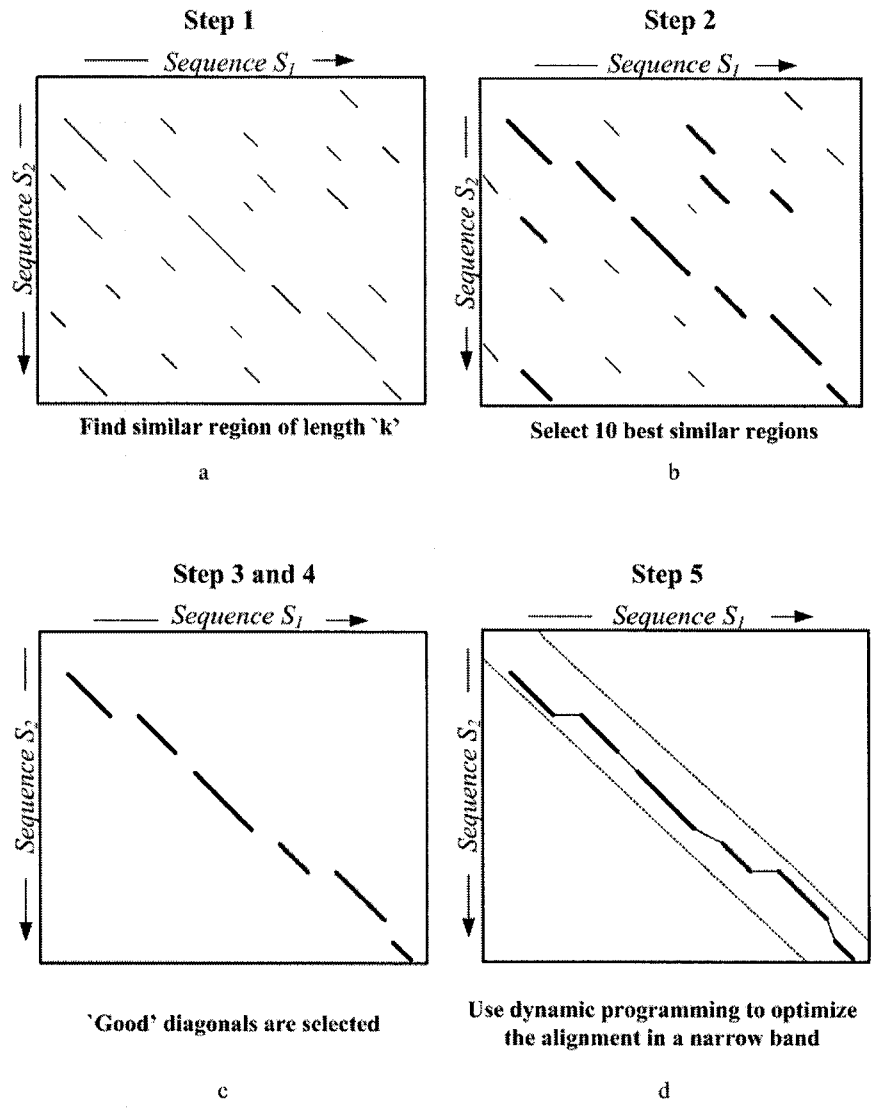 Step 1
Step 2
Sequence S1
Sequence S1
Sequence S2
Sequence S2
Find similar region of length `k’
Select 10 best similar regions
a
b
Step 3 and 4
Step 5
Sequence S1
Sequence S1
Sequence S2
Sequence S2
`Good’ diagonals are selected
Use dynamic programming to optimize
the alignment in a narrow band
c
d